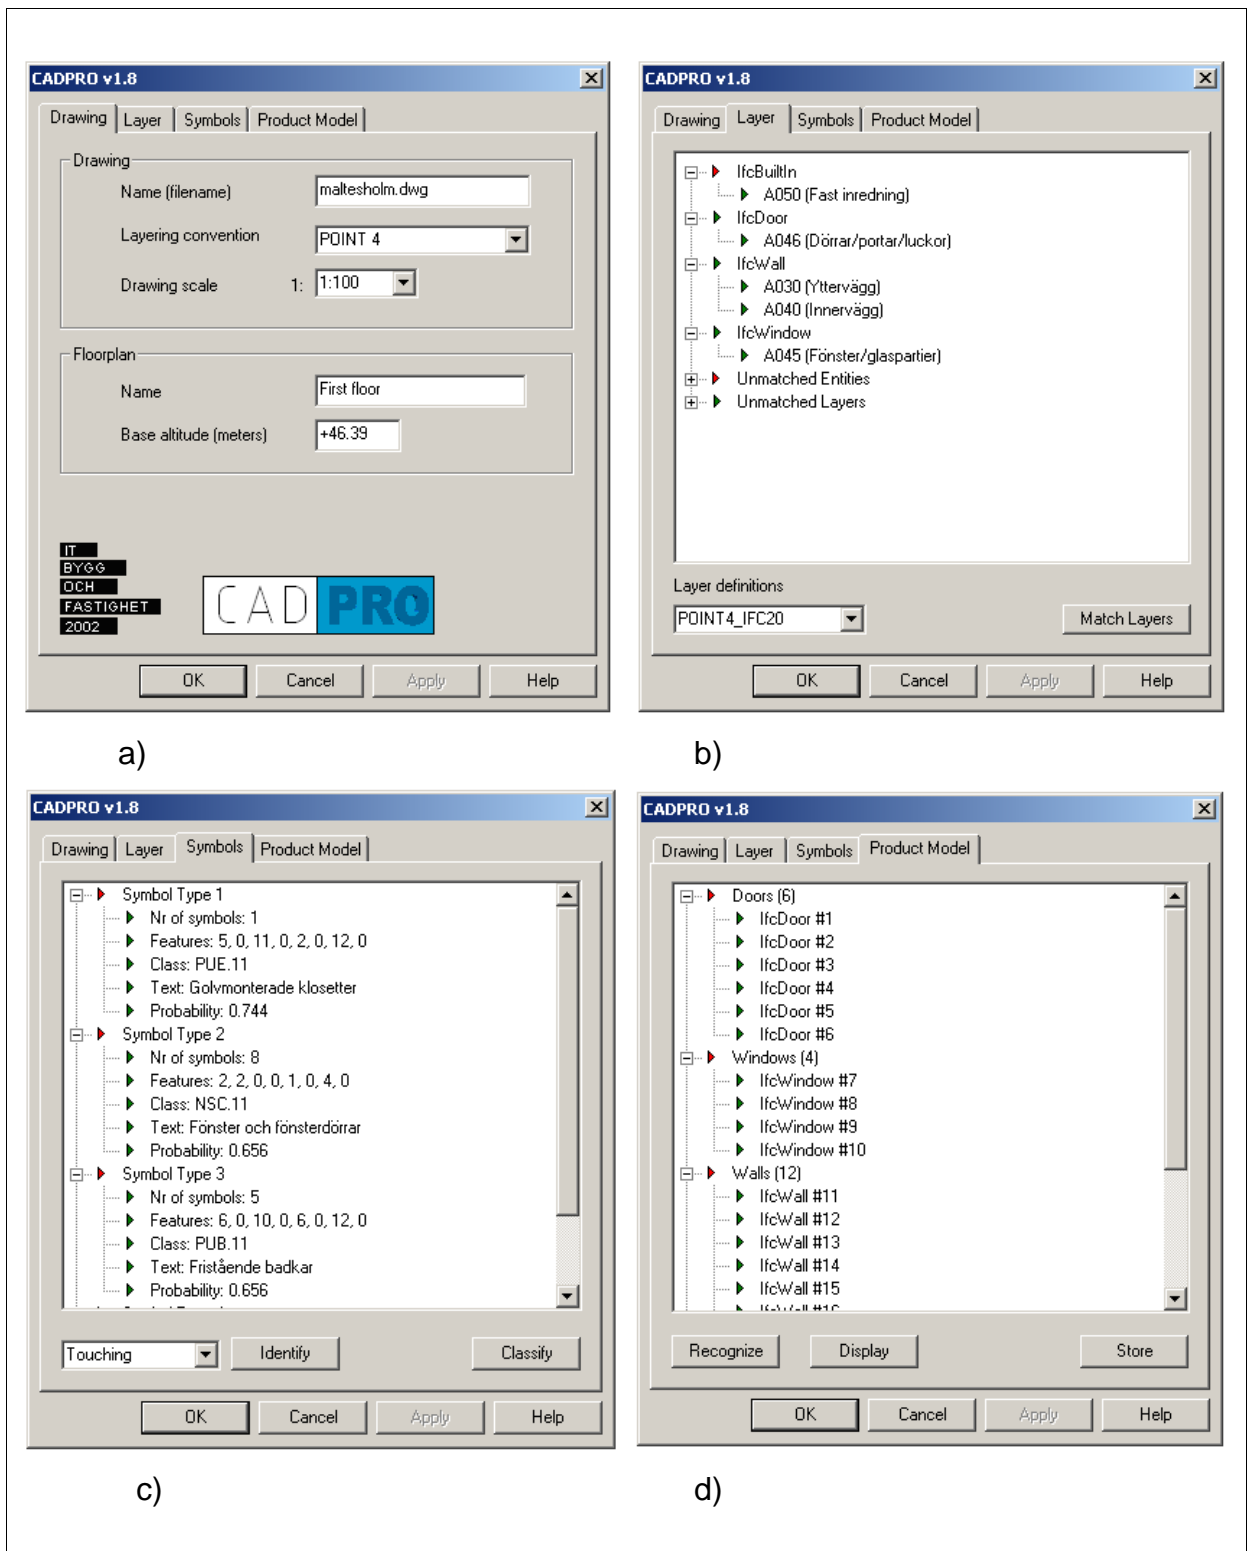 CADPRO v1.8
Drawing Layer Symbols Product Model
Drawing
Name (filename) maltesholm.dwg
Layering convention POINT 4
Drawing scale 1: 1:100
Floorplan
Name First floor
Base altitude (meters) +46.39
IT
BYGG
OCH
FASTIGHET
2002
CAD PRO
OK Cancel Apply Help
a)
CADPRO v1.8
Drawing Layer Symbols Product Model
IfcBuiltIn
A050 (Fast inredning)
IfcDoor
A046 (Dörrar/portar/luckor)
IfcWall
A030 (Yttervägg)
A040 (Innervägg)
IfcWindow
A045 (Fönster/glaspartier)
Unmatched Entities
Unmatched Layers
Layer definitions
POINT4_IFC20 Match Layers
OK Cancel Apply Help
b)
CADPRO v1.8
Drawing Layer Symbols Product Model
Symbol Type 1
Nr of symbols: 1
Features: 5, 0, 11, 0, 2, 0, 12, 0
Class: PUE.11
Text: Golvmonterade klosetter
Probability: 0.744
Symbol Type 2
Nr of symbols: 8
Features: 2, 2, 0, 0, 1, 0, 4, 0
Class: NSC.11
Text: Fönster och fönsterdörrar
Probability: 0.656
Symbol Type 3
Nr of symbols: 5
Features: 6, 0, 10, 0, 6, 0, 12, 0
Class: PUB.11
Text: Fristående badkar
Probability: 0.656
Touching Identify Classify
OK Cancel Apply Help
c)
CADPRO v1.8
Drawing Layer Symbols Product Model
Doors (6)
IfcDoor #1
IfcDoor #2
IfcDoor #3
IfcDoor #4
IfcDoor #5
IfcDoor #6
Windows (4)
IfcWindow #7
IfcWindow #8
IfcWindow #9
IfcWindow #10
Walls (12)
IfcWall #11
IfcWall #12
IfcWall #13
IfcWall #14
IfcWall #15
Recognize Display Store
OK Cancel Apply Help
d)